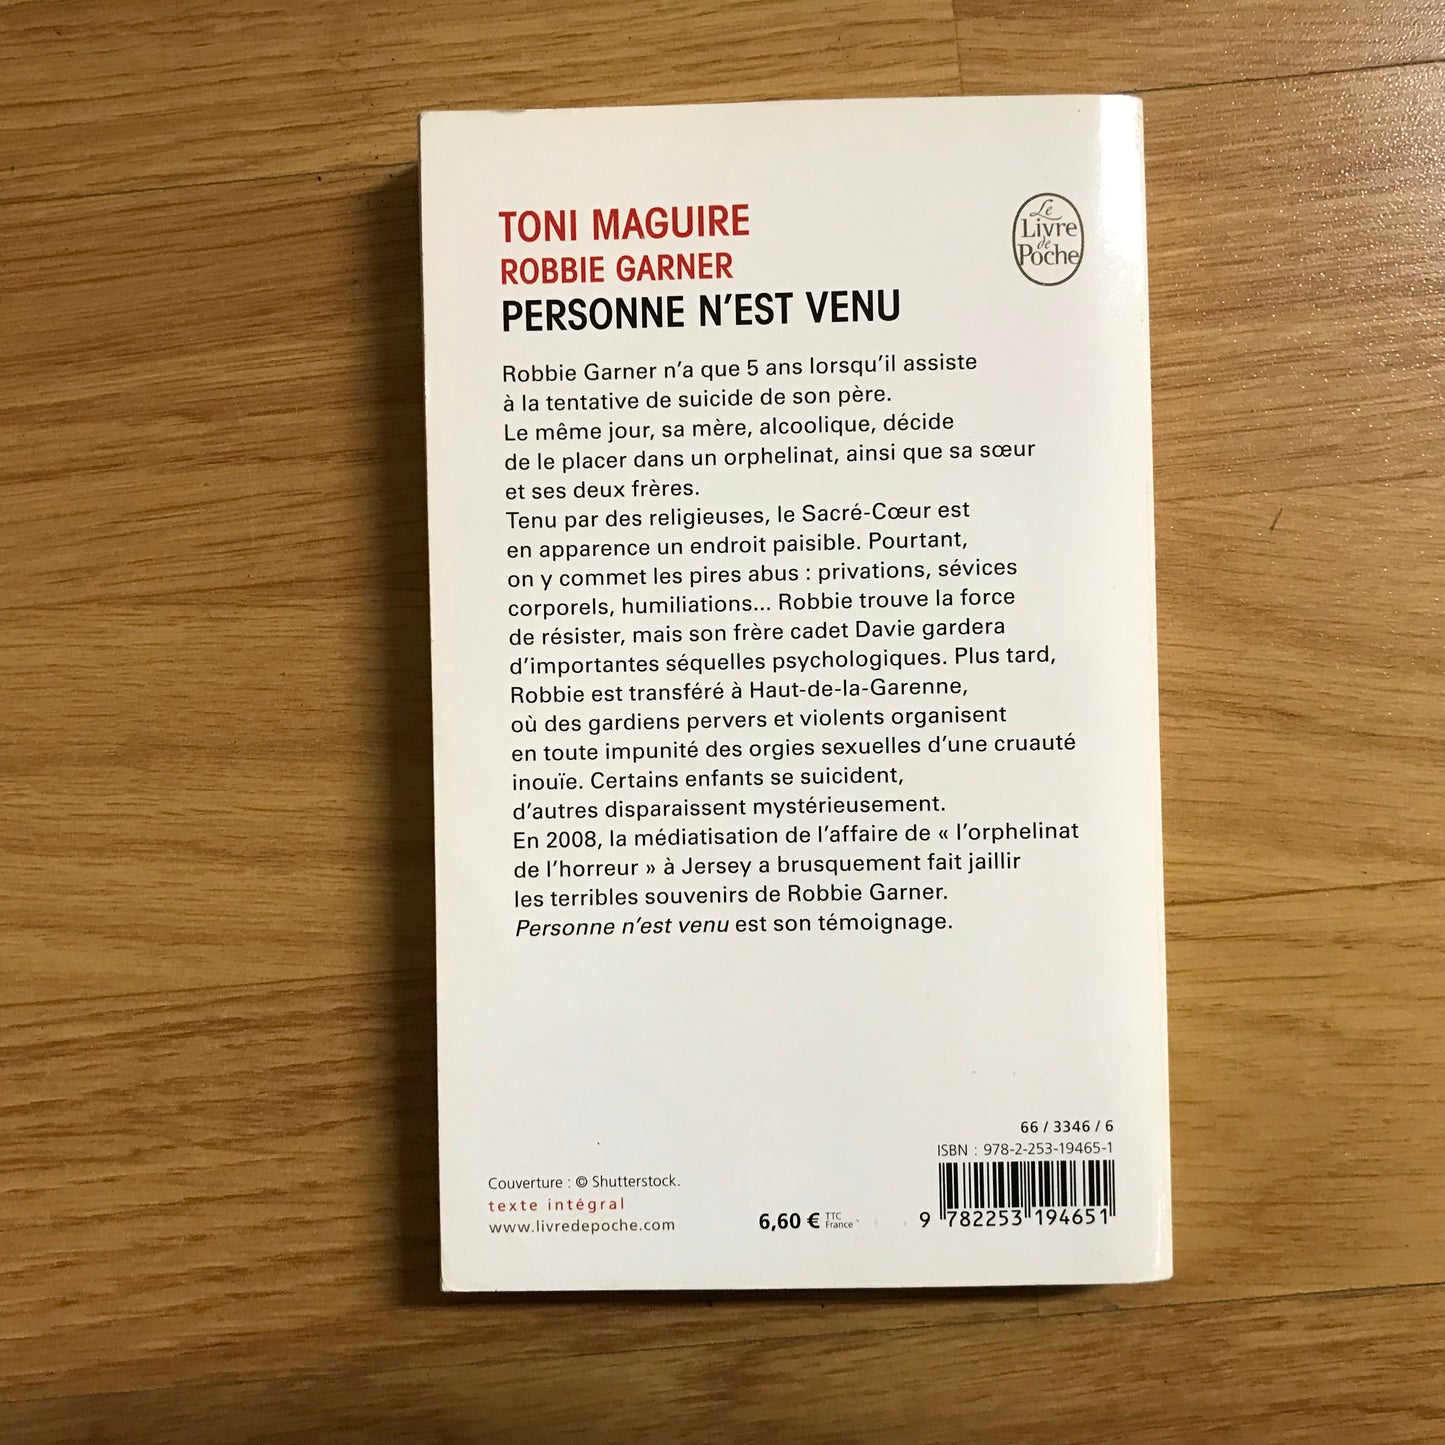 TONI MAGUIRE
ROBBIE GARNER
PERSONNE N'EST VENU
Le
Livre
de
Poche
Robbie Garner n'a que 5 ans lorsqu'il assiste
à la tentative de suicide de son père.
Le même jour, sa mère, alcoolique, décide
de le placer dans un orphelinat, ainsi que sa sœur
et ses deux frères.
Tenu par des religieuses, le Sacré-Cœur est
en apparence un endroit paisible. Pourtant,
on y commet les pires abus : privations, sévices
corporels, humiliations... Robbie trouve la force
de résister, mais son frère cadet Davie gardera
d'importantes séquelles psychologiques. Plus tard,
Robbie est transféré à Haut-de-la-Garenne,
où des gardiens pervers et violents organisent
en toute impunité des orgies sexuelles d'une cruauté
inouïe. Certains enfants se suicident,
d'autres disparaissent mystérieusement.
En 2008, la médiatisation de l'affaire de « l'orphelinat
de l'horreur » à Jersey a brusquement fait jaillir
les terribles souvenirs de Robbie Garner.
Personne n'est venu est son témoignage.
66 / 3346 / 6
ISBN : 978-2-253-19465-1
Couverture : © Shutterstock.
texte intégral
www.livredepoche.com
6,60 € TTC
France
9 782253 194651